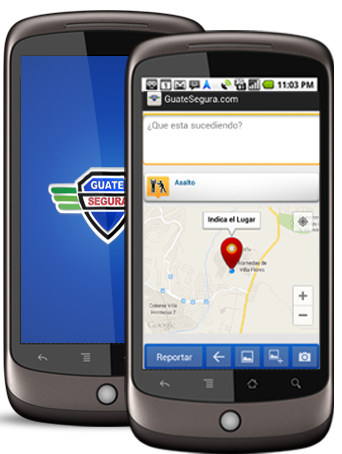 GUATE
SEGURA
11:03 PM
GuateSegura.com
¿Que esta sucediendo?
Asalto
Indica el Lugar
Alamedas de
Villa Flores
Colonia Villa
Hermosa 2
Google
Reportar